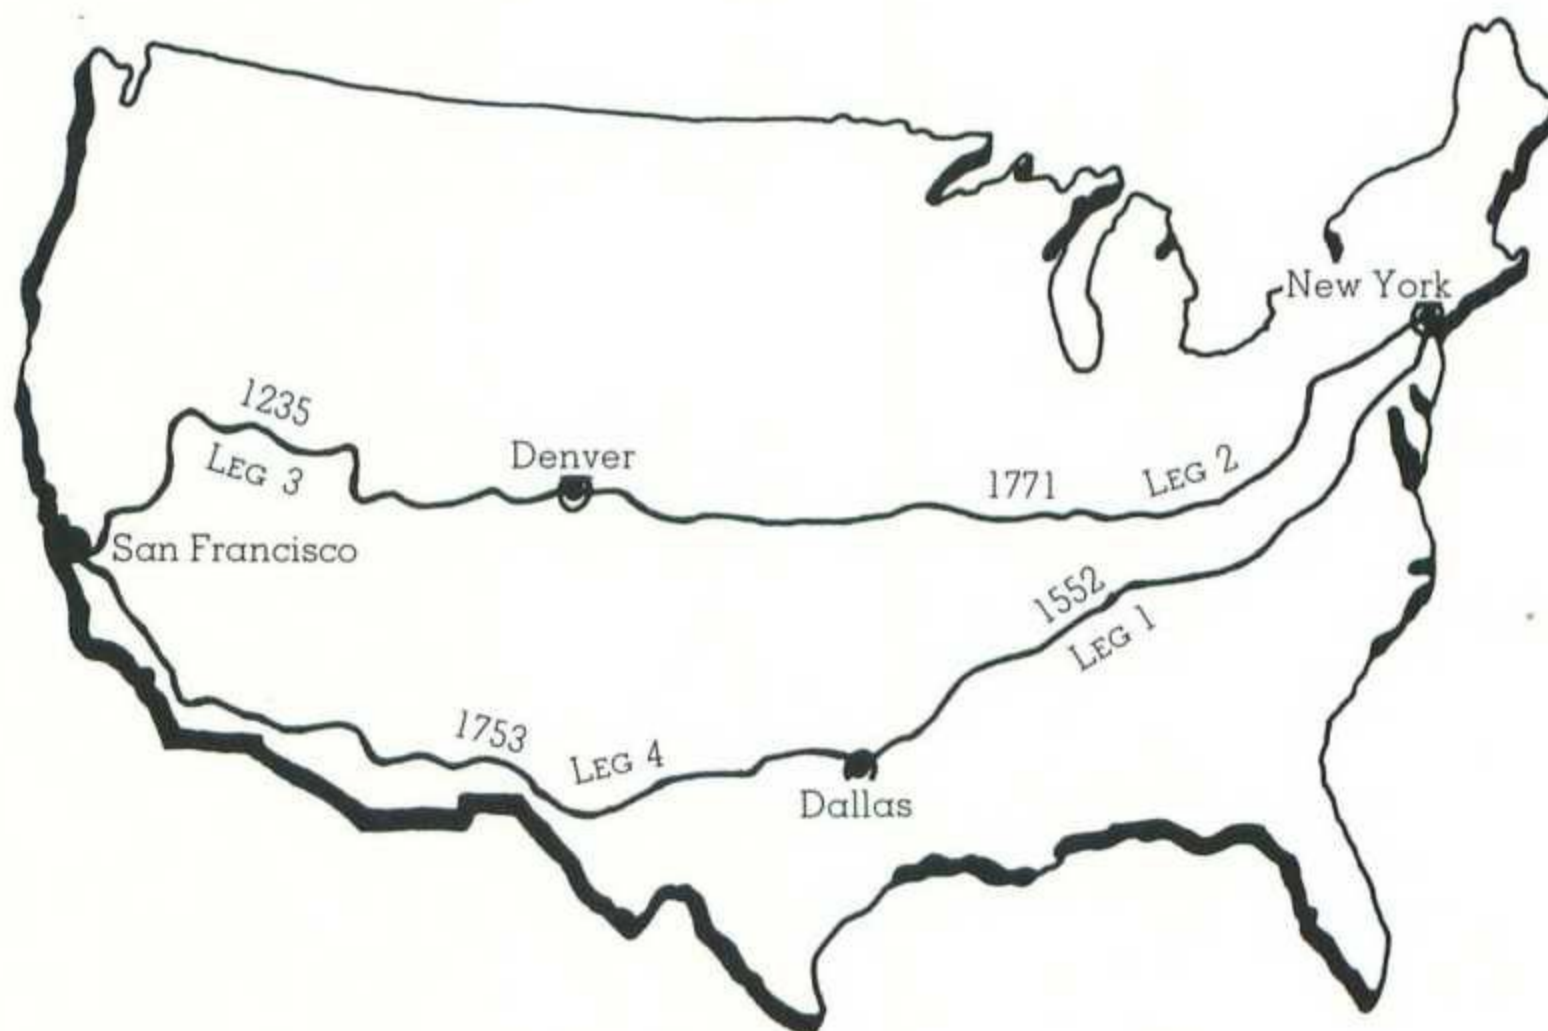 New York
1235
LEG 3
Denver
1771
LEG 2
San Francisco
1552
LEG 1
1753
LEG 4
Dallas